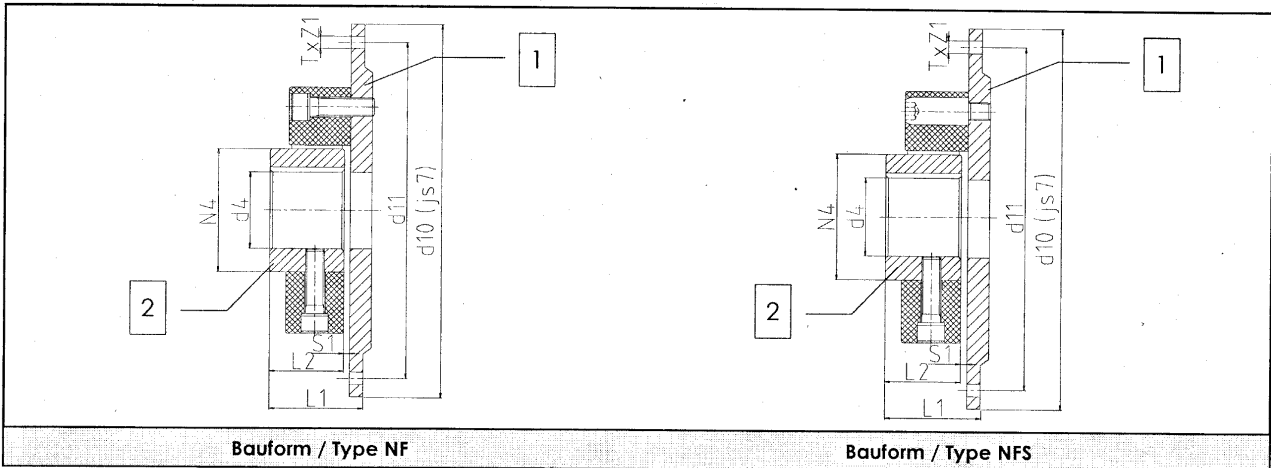 TxZ1
1
N4
d4
d11
d10 (js7)
2
S1
L2
L1
Bauform / Type NF
TxZ1
1
N4
d4
d11
d10 (js7)
2
S1
L2
L1
Bauform / Type NFS